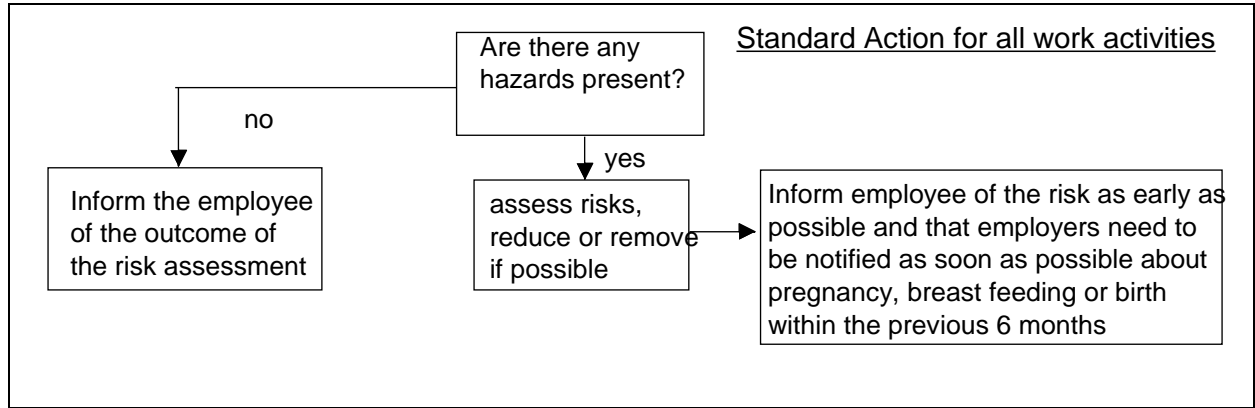 Standard Action for all work activities
Are there any
hazards present?
no
yes
Inform the employee
of the outcome of
the risk assessment
assess risks,
reduce or remove
if possible
Inform employee of the risk as early as
possible and that employers need to
be notified as soon as possible about
pregnancy, breast feeding or birth
within the previous 6 months